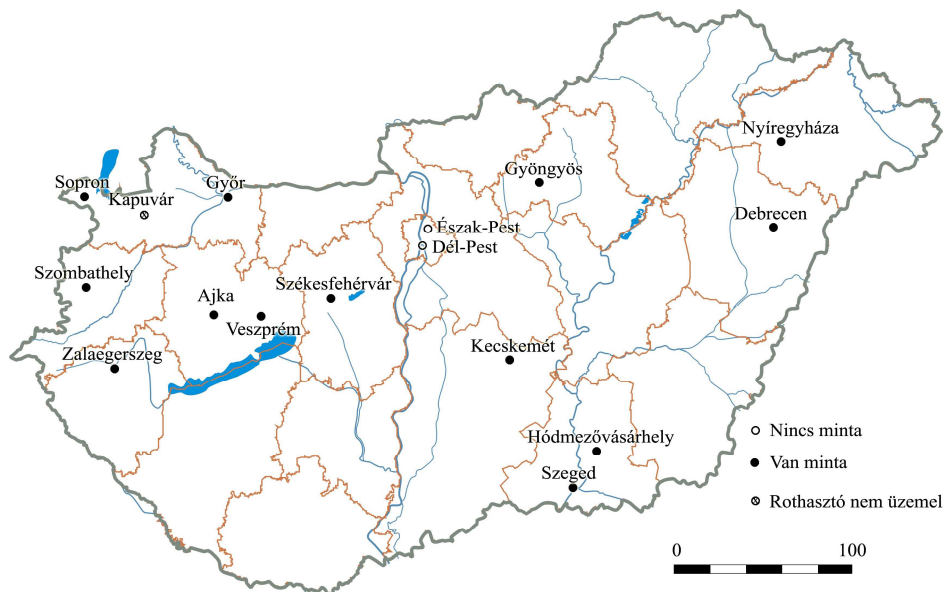 Nyíregyháza
Gyöngyös
Sopron
Kapuvár
Győr
Debrecen
Észak-Pest
Dél-Pest
Szombathely
Székesfehérvár
Ajka
Veszprém
Zalaegerszeg
Kecskemét
Hódmezővásárhely
Szeged
Nincs minta
Van minta
Rothasztó nem üzemel
0 100